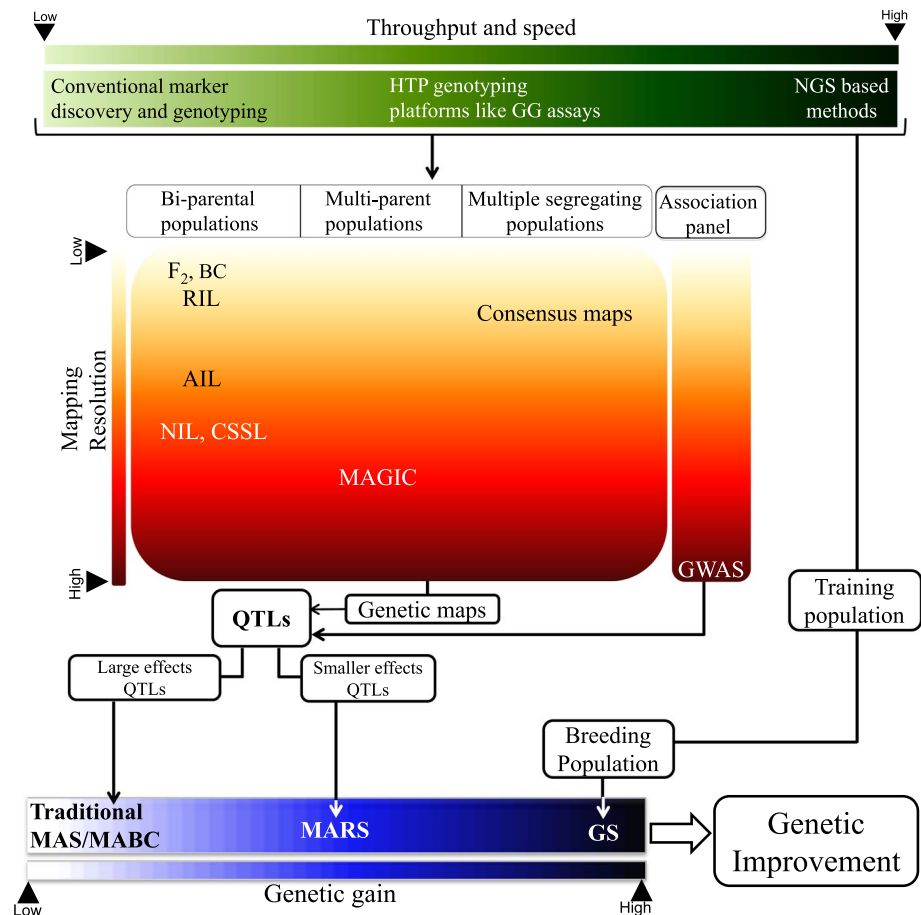 Low
High
Throughput and speed
Conventional marker
discovery and genotyping
HTP genotyping
platforms like GG assays
NGS based
methods
Bi-parental
populations
Multi-parent
populations
Multiple segregating
populations
Association
panel
Low
Mapping
Resolution
High
F2, BC
RIL
Consensus maps
AIL
NIL, CSSL
MAGIC
GWAS
Genetic maps
QTLs
Training
population
Large effects
QTLs
Smaller effects
QTLs
Breeding
Population
Traditional
MAS/MABC
MARS
GS
Genetic
Improvement
Genetic gain
Low
High